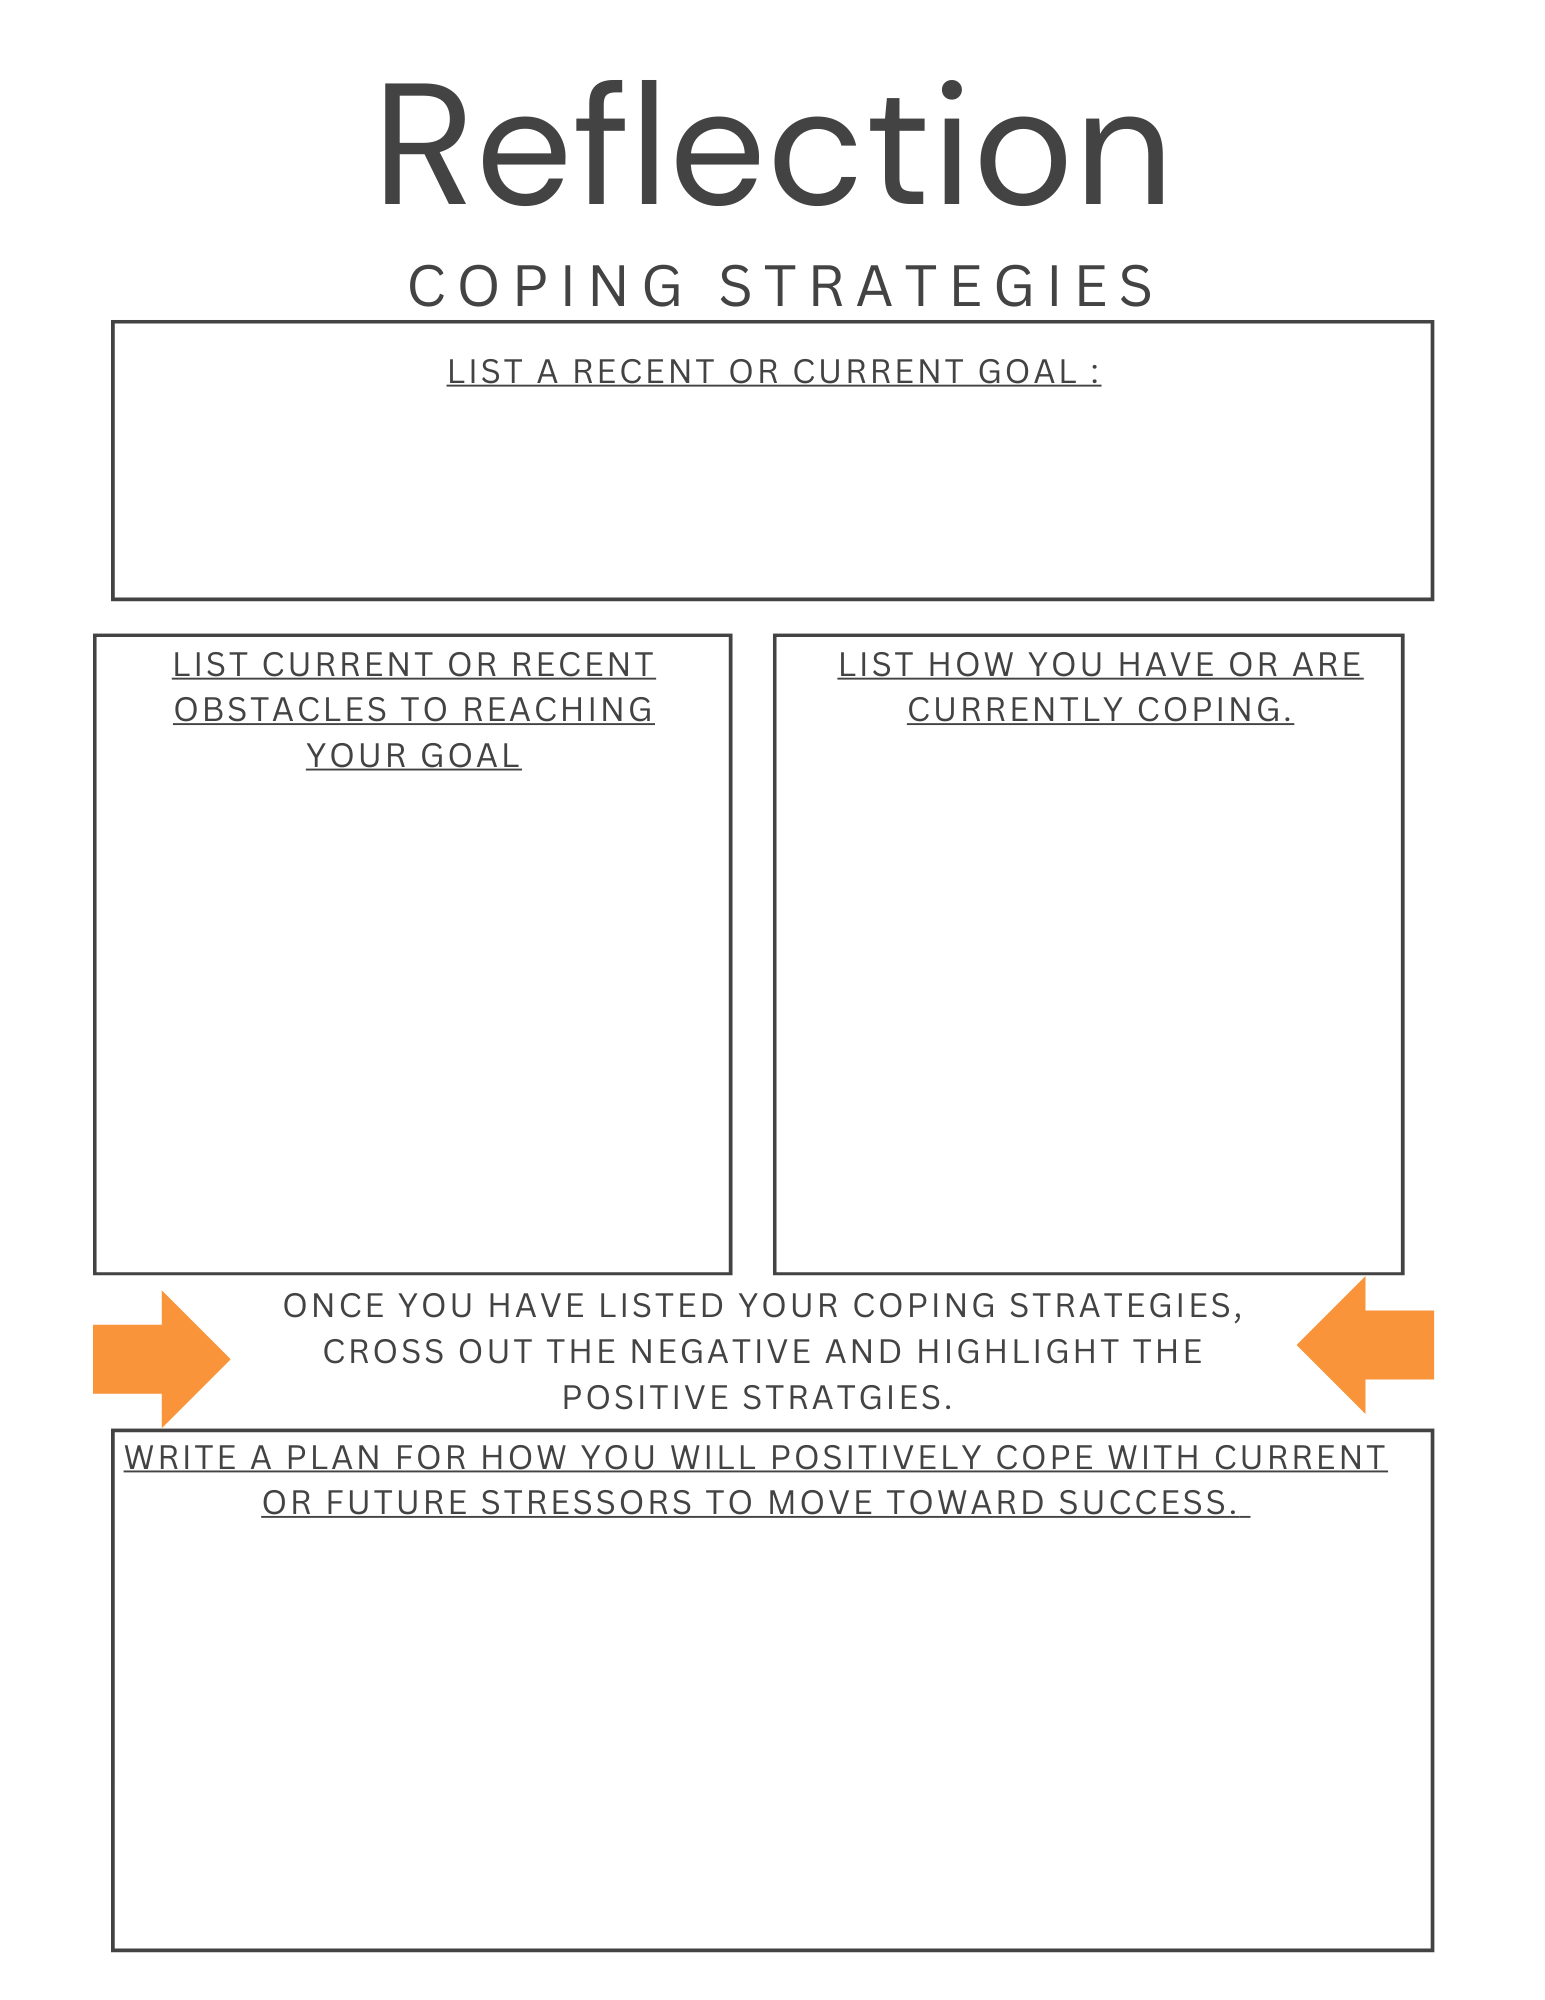 Reflection
COPING STRATEGIES
LIST A RECENT OR CURRENT GOAL :
LIST CURRENT OR RECENT
OBSTACLES TO REACHING
YOUR GOAL
LIST HOW YOU HAVE OR ARE
CURRENTLY COPING.
ONCE YOU HAVE LISTED YOUR COPING STRATEGIES,
CROSS OUT THE NEGATIVE AND HIGHLIGHT THE
POSITIVE STRATGIES.
WRITE A PLAN FOR HOW YOU WILL POSITIVELY COPE WITH CURRENT
OR FUTURE STRESSORS TO MOVE TOWARD SUCCESS.